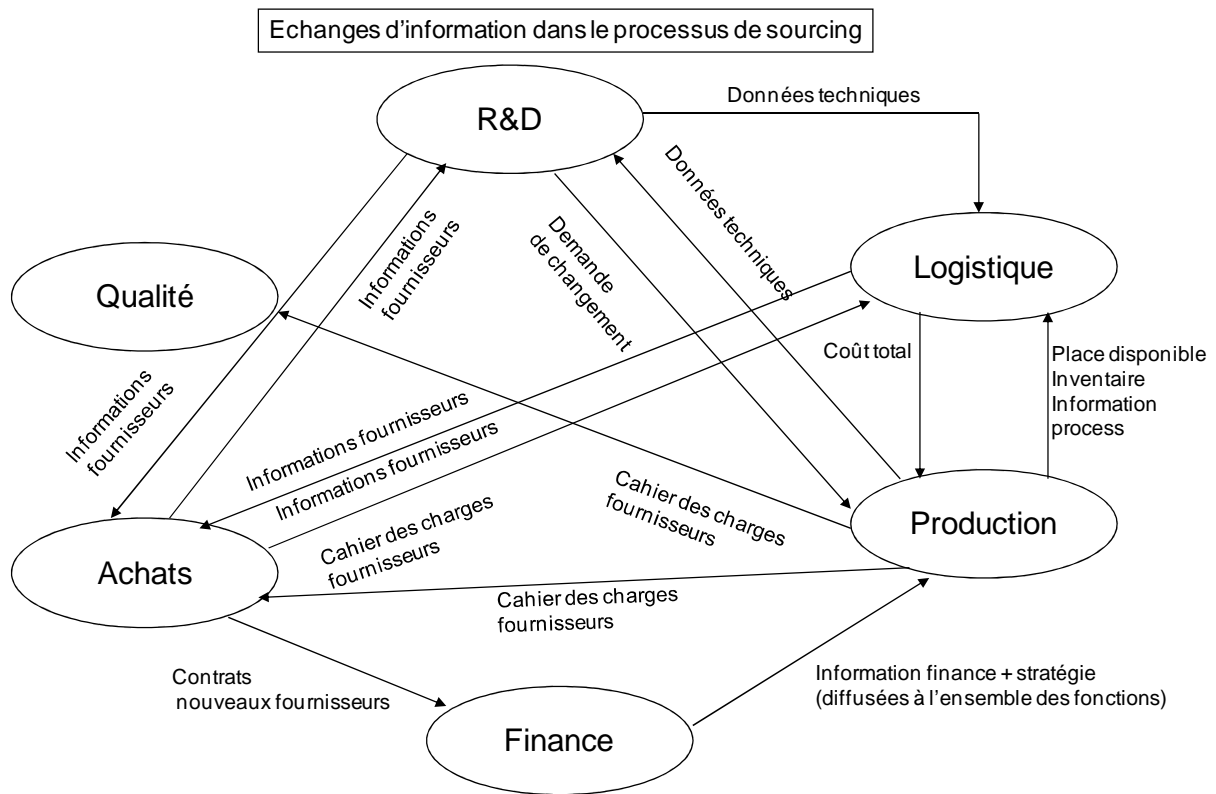 Echanges d'information dans le processus de sourcing
R&D
Données techniques
Données techniques
Informations
fournisseurs
Demande
de changement
Logistique
Qualité
Coût total
Place disponible
Inventaire
Information
process
Informations
fournisseurs
Informations fournisseurs
Informations fournisseurs
Cahier des charges
fournisseurs
Cahier des charges
fournisseurs
Production
Achats
Cahier des charges
fournisseurs
Contrats
nouveaux fournisseurs
Information finance + stratégie
(diffusées à l'ensemble des fonctions)
Finance